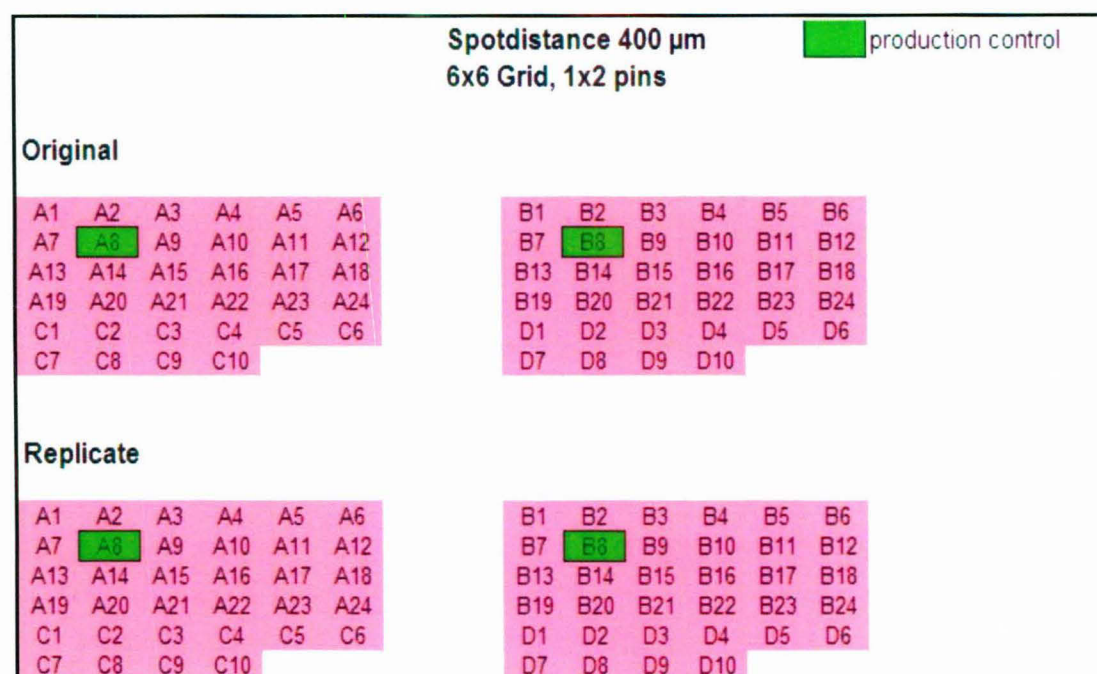 Spotdistance 400 µm
production control
6x6 Grid, 1x2 pins
Original
A1 A2 A3 A4 A5 A6 B1 B2 B3 B4 B5 B6
A7 A8 A9 A10 A11 A12 B7 B8 B9 B10 B11 B12
A13 A14 A15 A16 A17 A18 B13 B14 B15 B16 B17 B18
A19 A20 A21 A22 A23 A24 B19 B20 B21 B22 B23 B24
C1 C2 C3 C4 C5 C6 D1 D2 D3 D4 D5 D6
C7 C8 C9 C10 D7 D8 D9 D10
Replicate
A1 A2 A3 A4 A5 A6 B1 B2 B3 B4 B5 B6
A7 A8 A9 A10 A11 A12 B7 B8 B9 B10 B11 B12
A13 A14 A15 A16 A17 A18 B13 B14 B15 B16 B17 B18
A19 A20 A21 A22 A23 A24 B19 B20 B21 B22 B23 B24
C1 C2 C3 C4 C5 C6 D1 D2 D3 D4 D5 D6
C7 C8 C9 C10 D7 D8 D9 D10